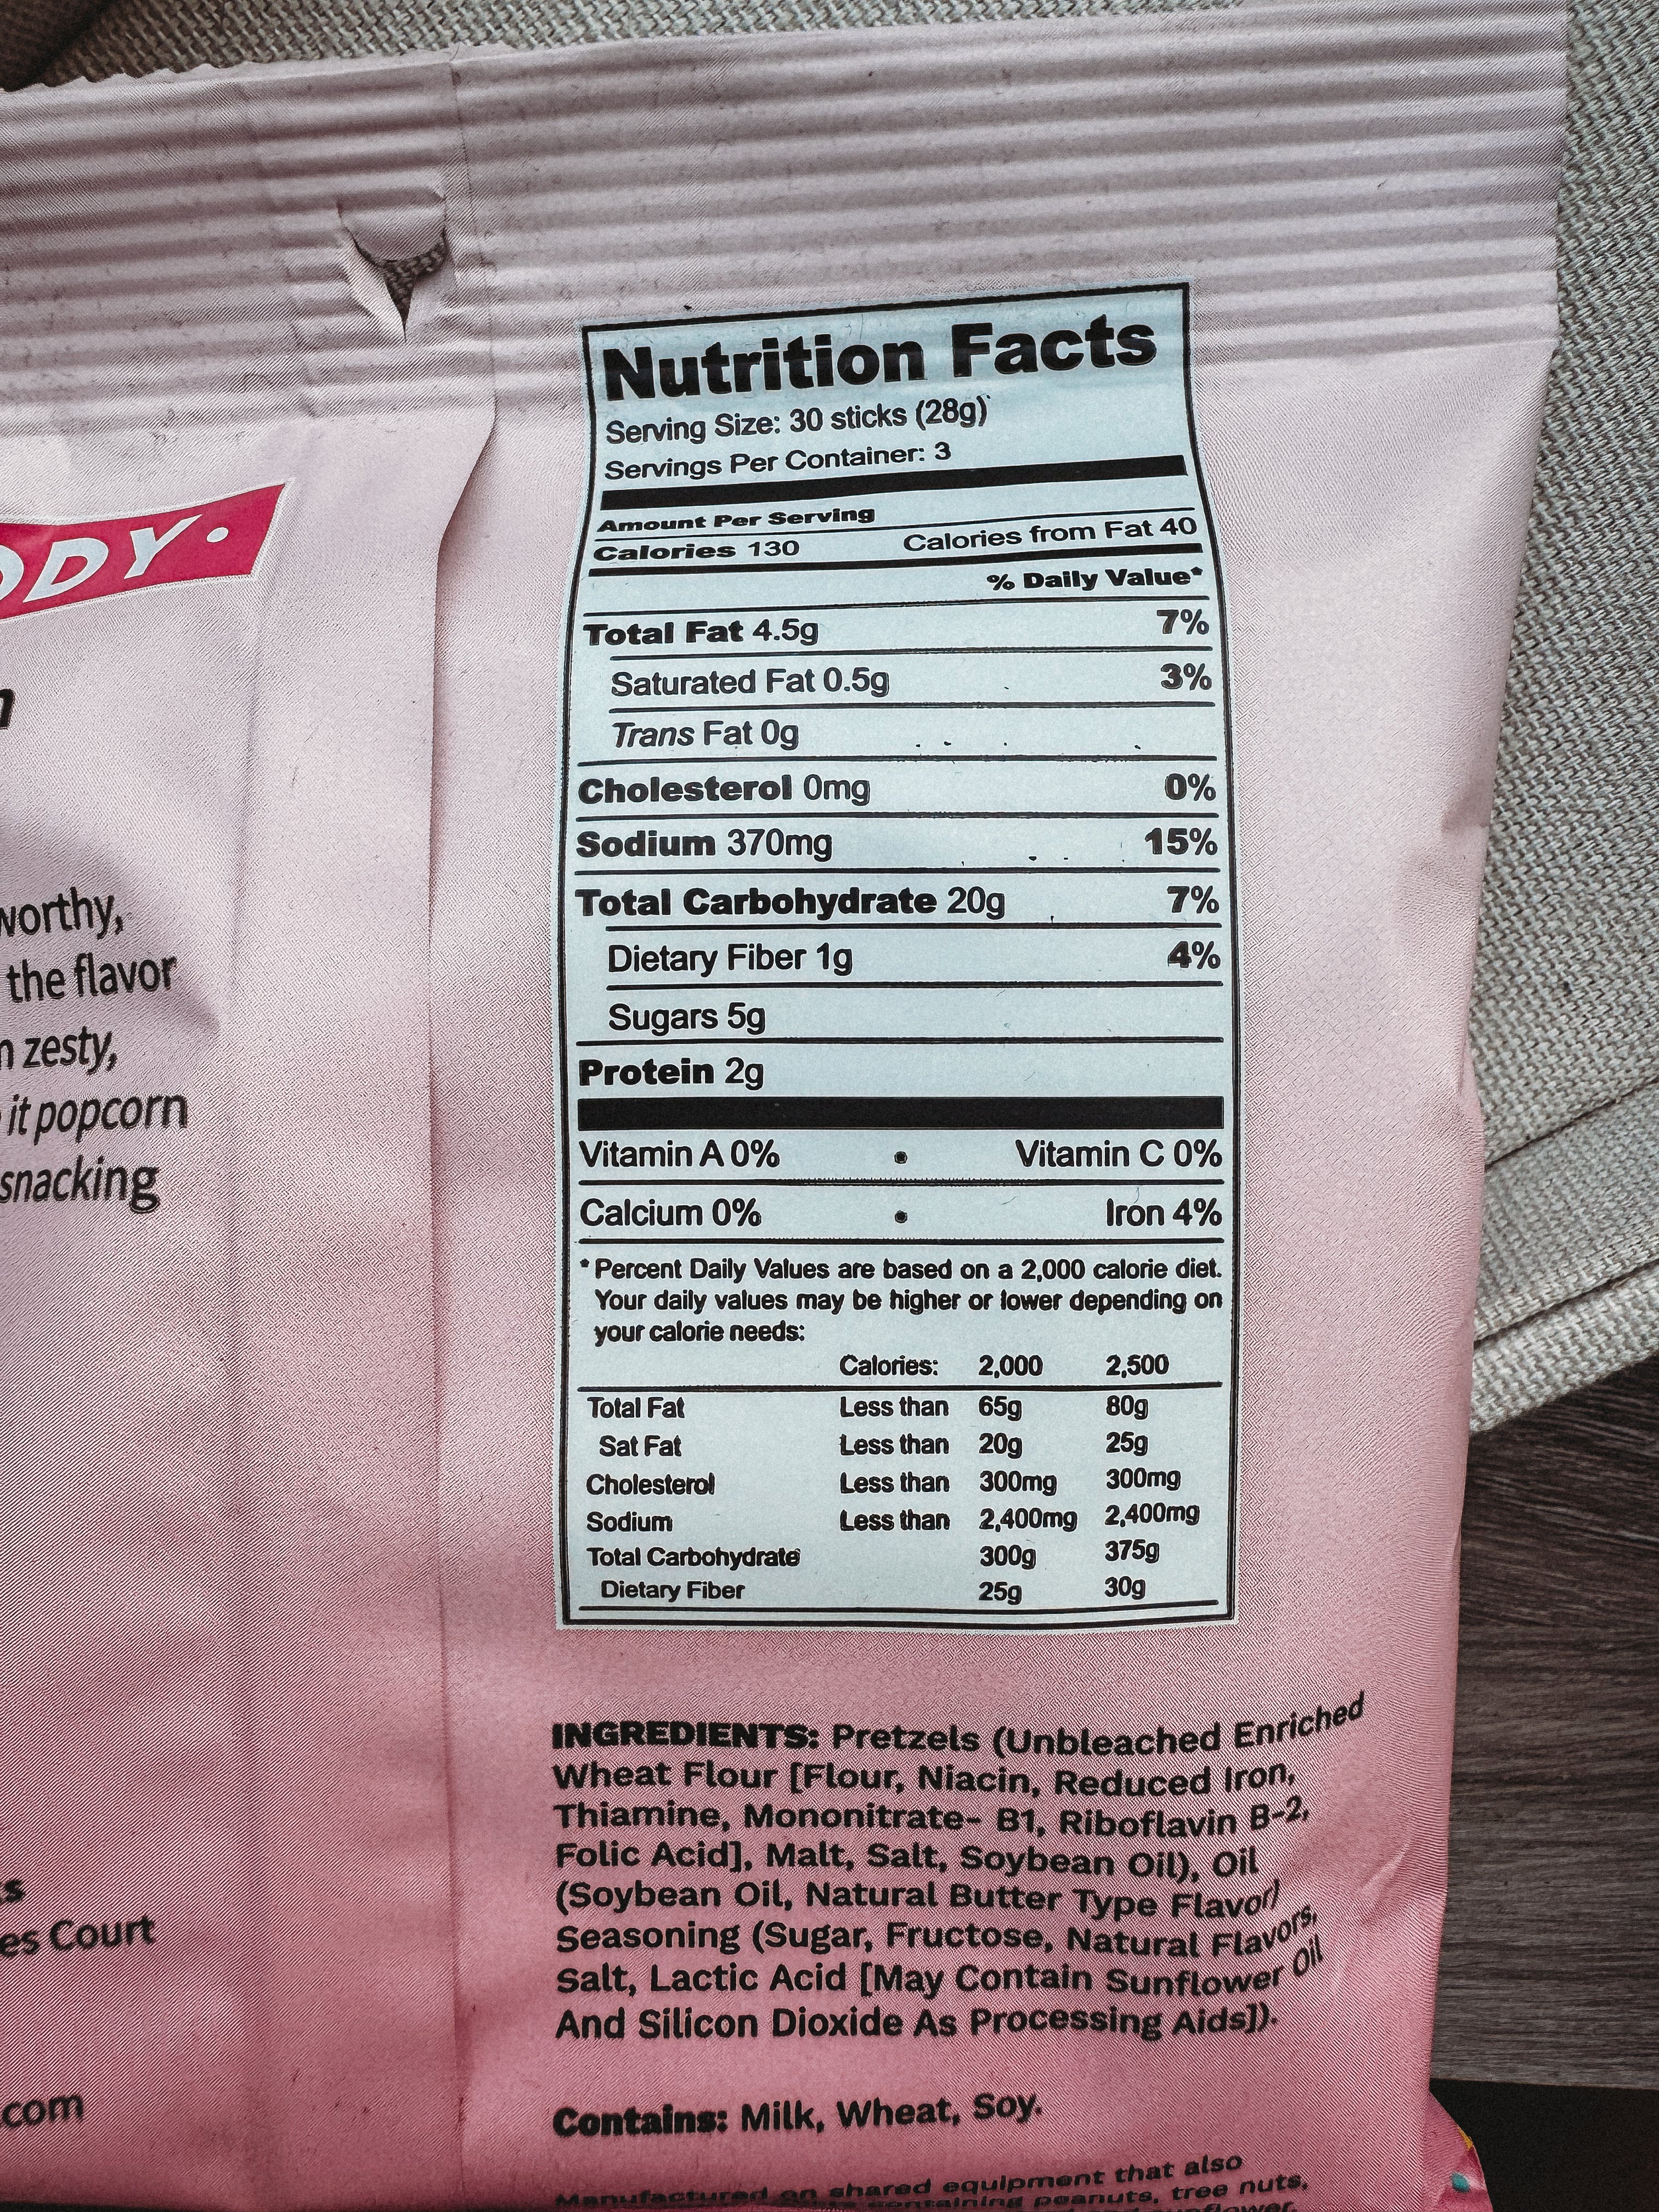 ODY.
worthy,
the flavor
zesty,
it popcorn
snacking
es Court
.com
Nutrition Facts
Serving Size: 30 sticks (28g)
Servings Per Container: 3
Amount Per Serving
Calories 130 Calories from Fat 40
% Daily Value*
Total Fat 4.5g 7%
Saturated Fat 0.5g 3%
Trans Fat 0g
Cholesterol 0mg 0%
Sodium 370mg 15%
Total Carbohydrate 20g 7%
Dietary Fiber 1g 4%
Sugars 5g
Protein 2g
Vitamin A 0% • Vitamin C 0%
Calcium 0% • Iron 4%
*Percent Daily Values are based on a 2,000 calorie diet.
Your daily values may be higher or lower depending on
your calorie needs:
Calories: 2,000 2,500
Total Fat Less than 65g 80g
Sat Fat Less than 20g 25g
Cholesterol Less than 300mg 300mg
Sodium Less than 2,400mg 2,400mg
Total Carbohydrate 300g 375g
Dietary Fiber 25g 30g
INGREDIENTS: Pretzels (Unbleached Enriched
Wheat Flour [Flour, Niacin, Reduced Iron,
Thiamine, Mononitrate- B1, Riboflavin B-2,
Folic Acid], Malt, Salt, Soybean Oil), Oil
(Soybean Oil, Natural Butter Type Flavor)
Seasoning (Sugar, Fructose, Natural Flavors,
Salt, Lactic Acid [May Contain Sunflower Oil
And Silicon Dioxide As Processing Aids]).
Contains: Milk, Wheat, Soy.
Manufactured on shared equipment that also
containing peanuts, tree nuts,